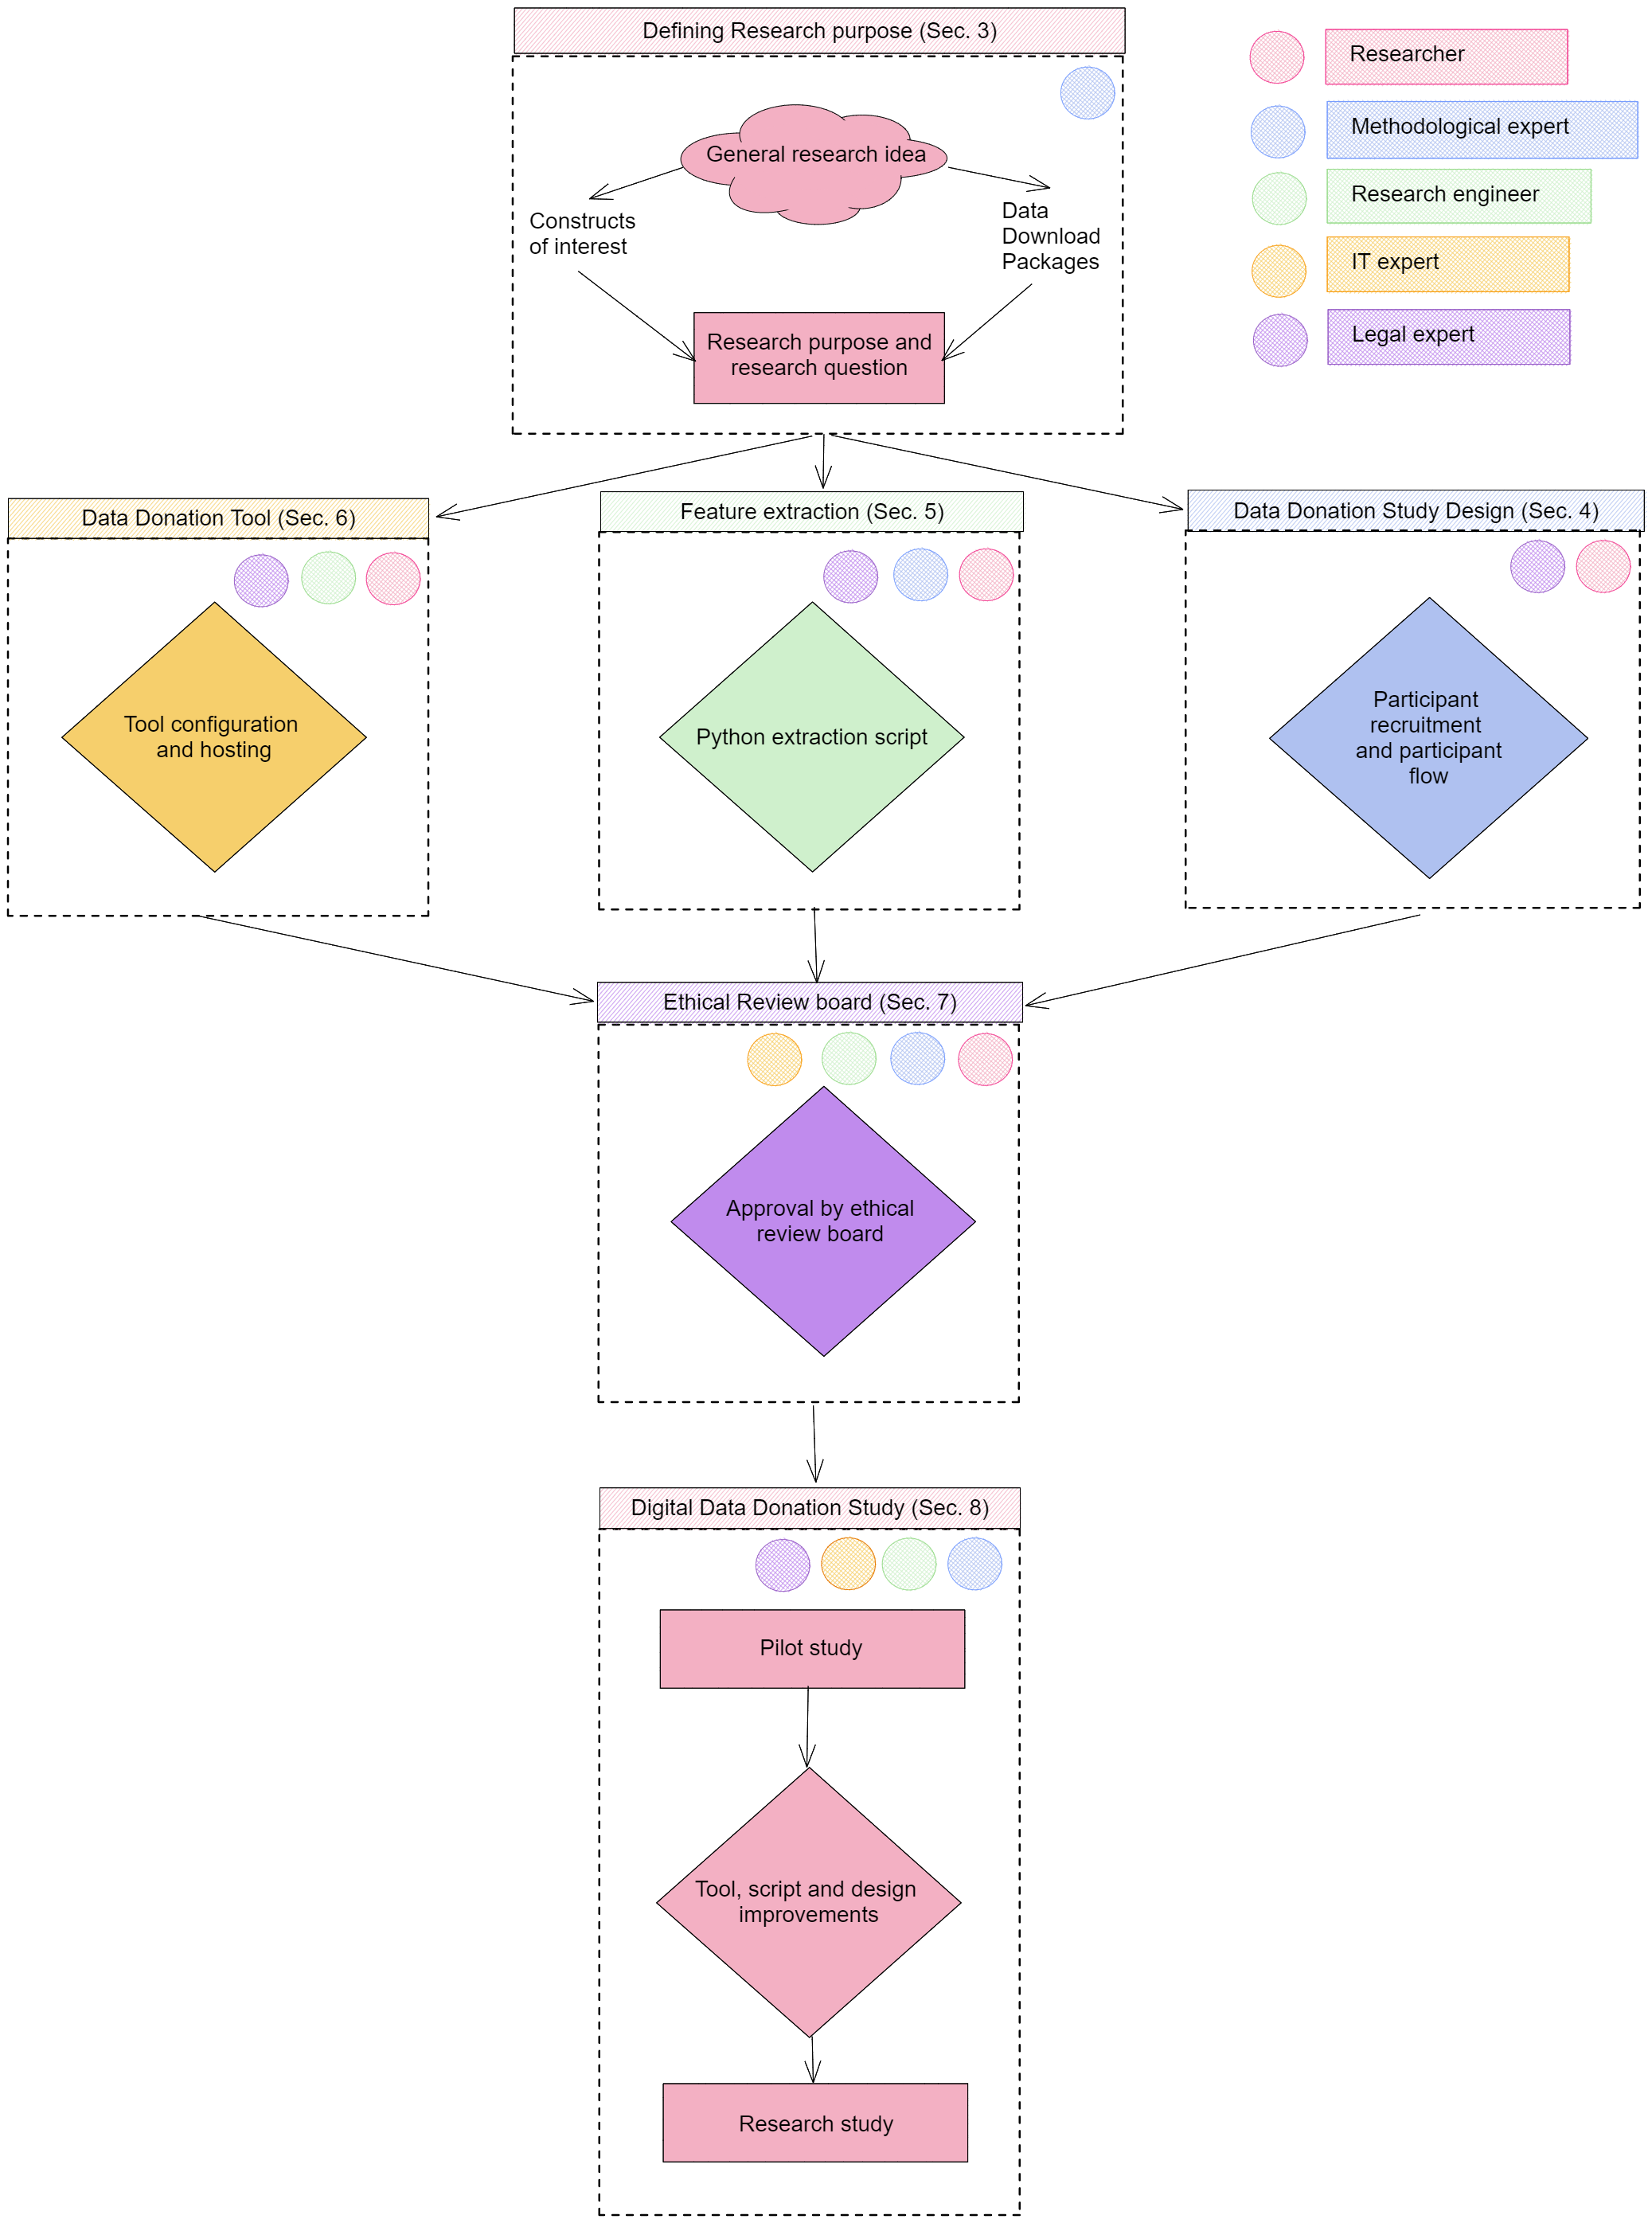 Defining Research purpose (Sec. 3)
Researcher
Methodological expert
Research engineer
IT expert
Legal expert
General research idea
Constructs
of interest
Data
Download
Packages
Research purpose and
research question
Data Donation Tool (Sec. 6)
Tool configuration
and hosting
Feature extraction (Sec. 5)
Python extraction script
Data Donation Study Design (Sec. 4)
Participant
recruitment
and participant
flow
Ethical Review board (Sec. 7)
Approval by ethical
review board
Digital Data Donation Study (Sec. 8)
Pilot study
Tool, script and design
improvements
Research study